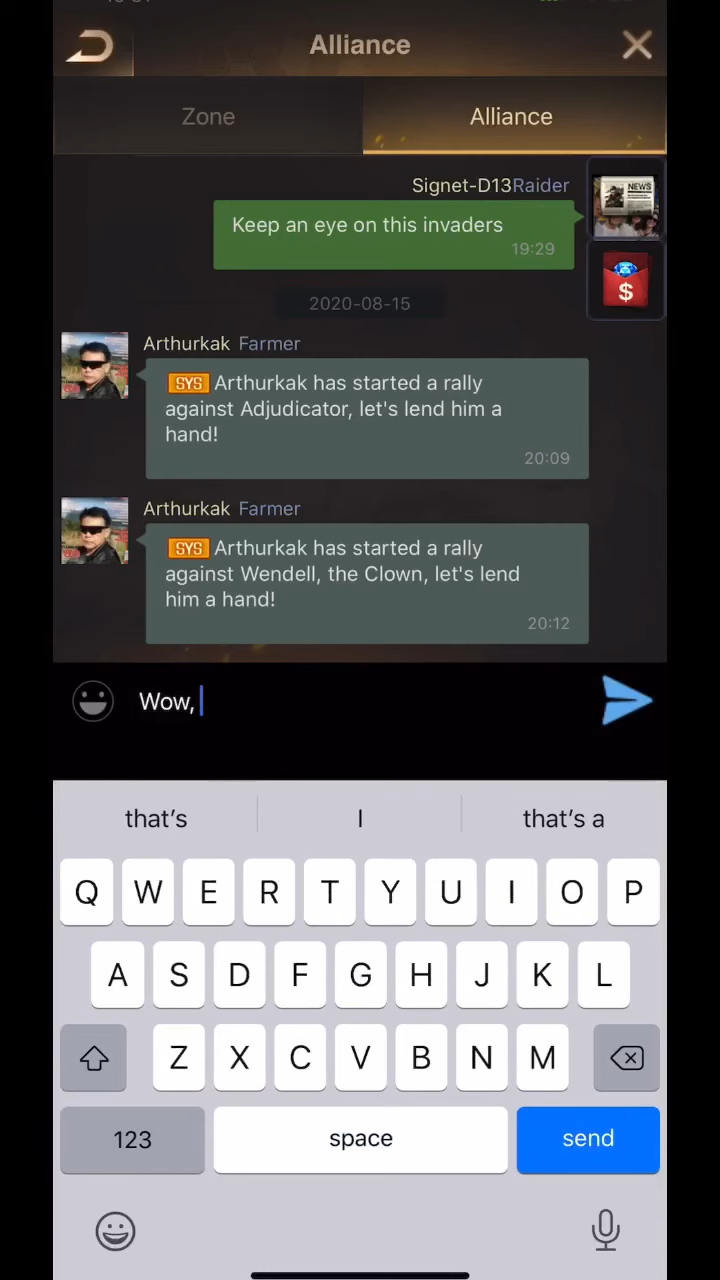 Alliance
Zone
Alliance
Signet-D13Raider
NEWS
Keep an eye on this invaders
19:29
$
2020-08-15
Arthurkak Farmer
SYS Arthurkak has started a rally
against Adjudicator, let's lend him a
hand!
20:09
Arthurkak Farmer
SYS Arthurkak has started a rally
against Wendell, the Clown, let's lend
him a hand!
20:12
Wow,
that's I that's a
Q W E R T Y U I O P
A S D F G H J K L
Z X C V B N M
123 space send